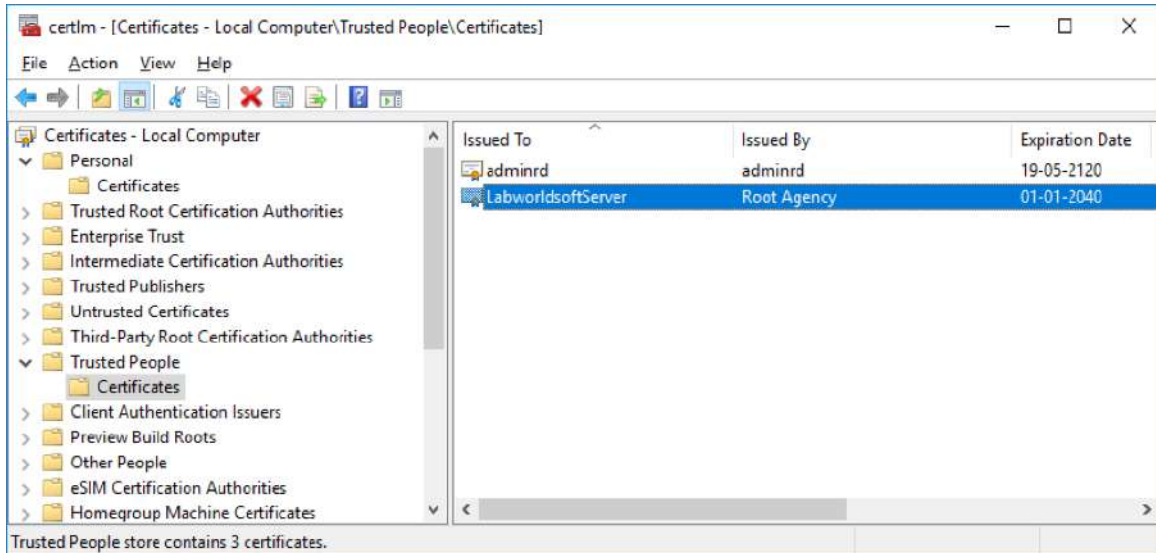 certlm - [Certificates - Local Computer\Trusted People\Certificates]
File Action View Help
Certificates - Local Computer
Personal
Certificates
Trusted Root Certification Authorities
Enterprise Trust
Intermediate Certification Authorities
Trusted Publishers
Untrusted Certificates
Third-Party Root Certification Authorities
Trusted People
Certificates
Client Authentication Issuers
Preview Build Roots
Other People
eSIM Certification Authorities
Homegroup Machine Certificates
Issued To Issued By Expiration Date
adminrd adminrd 19-05-2120
LabworldsoftServer Root Agency 01-01-2040
Trusted People store contains 3 certificates.